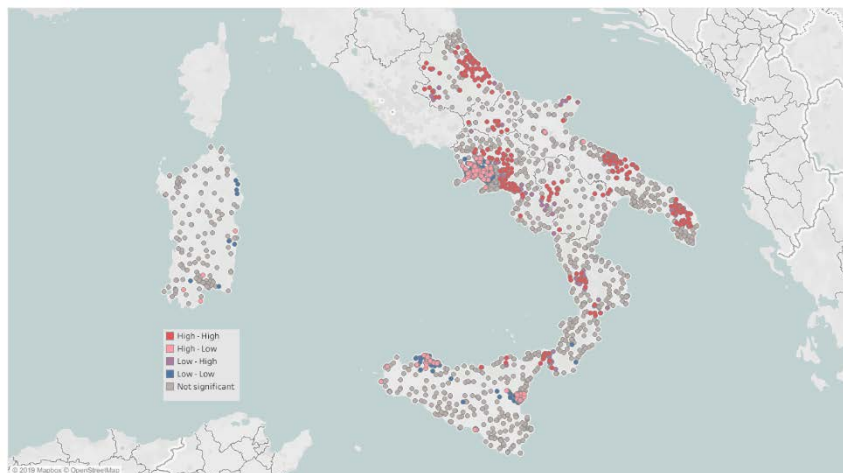 High - High
High - Low
Low - High
Low - Low
Not significant
© 2019 Mapbox © OpenStreetMap